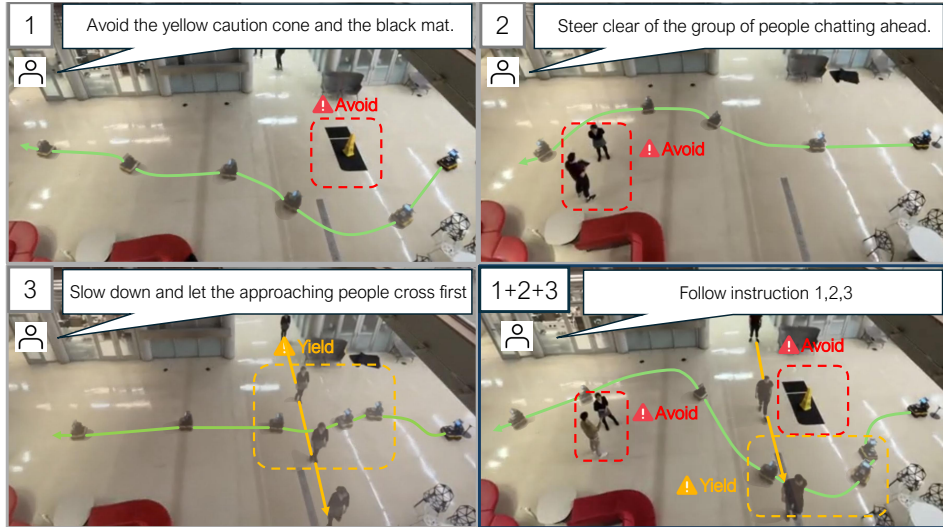 1
Avoid the yellow caution cone and the black mat.
Avoid
2
Steer clear of the group of people chatting ahead.
Avoid
3
Slow down and let the approaching people cross first
Yield
1+2+3
Follow instruction 1,2,3
Avoid
Avoid
Yield